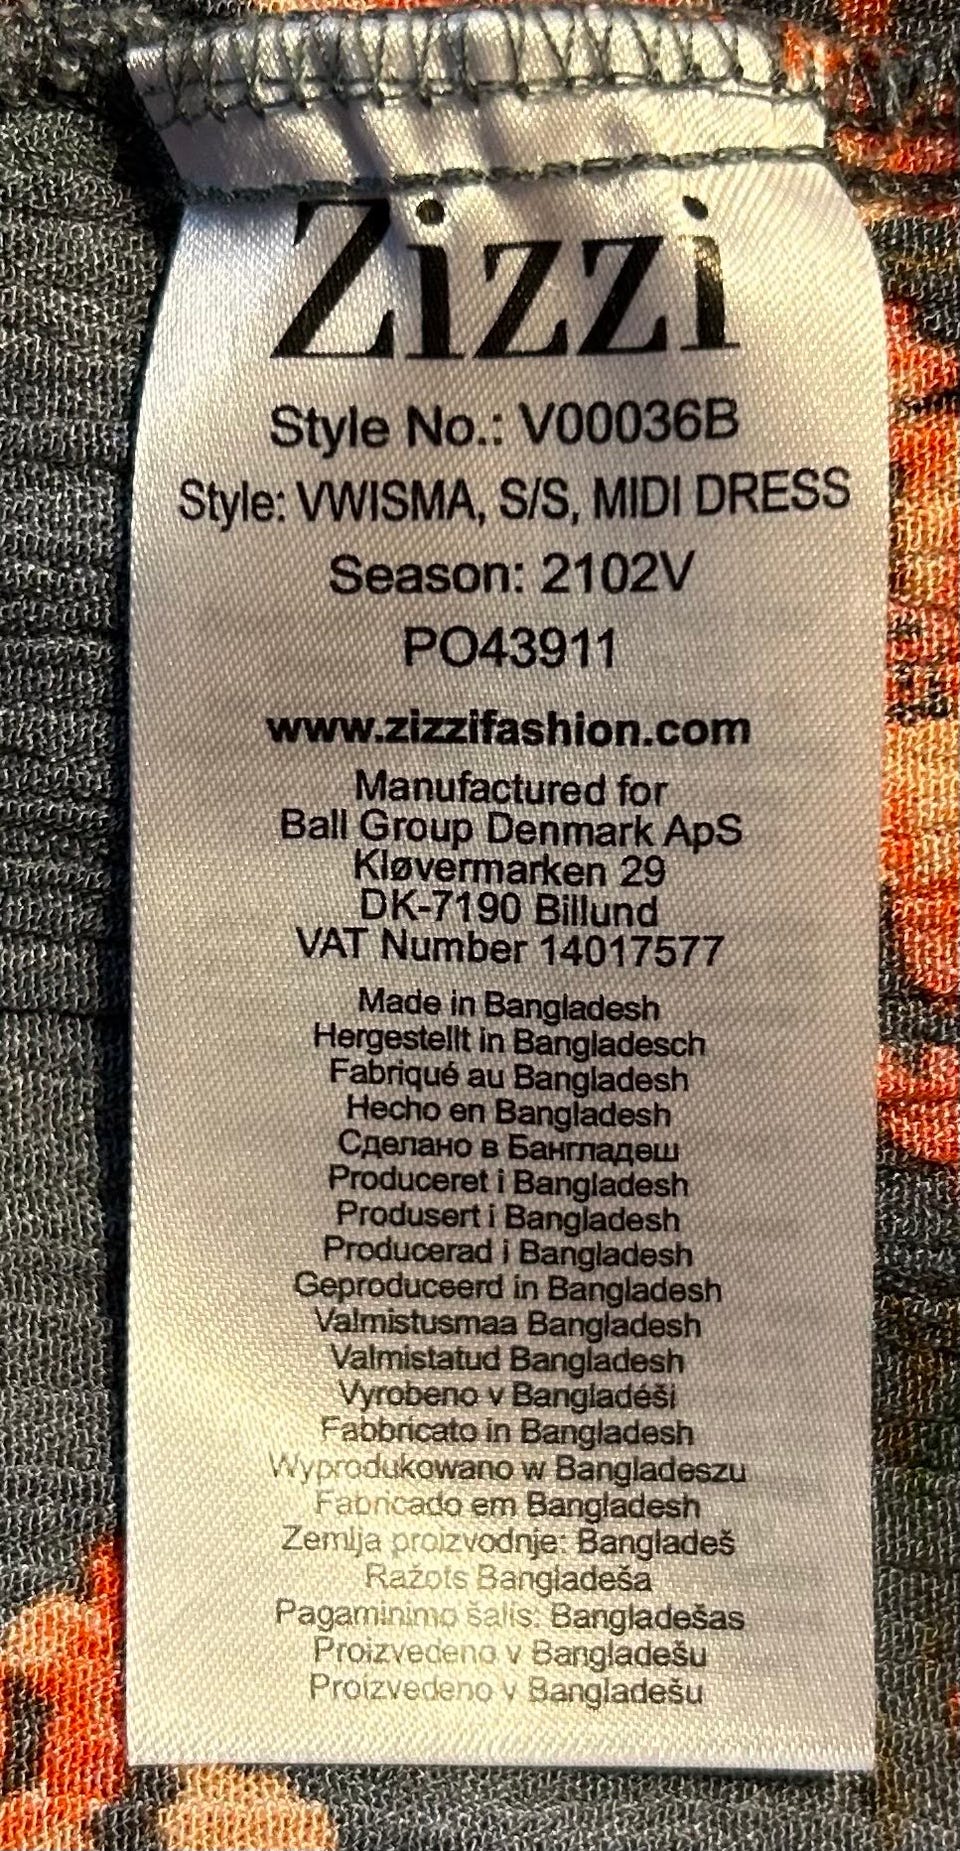 Zizzi
Style No.: V00036B
Style: VWISMA, S/S, MIDI DRESS
Season: 2102V
PO43911
www.zizzifashion.com
Manufactured for
Ball Group Denmark ApS
Kløvermarken 29
DK-7190 Billund
VAT Number 14017577
Made in Bangladesh
Hergestellt in Bangladesch
Fabriqué au Bangladesh
Hecho en Bangladesh
Сделано в Бангладеш
Produceret i Bangladesh
Produsert i Bangladesh
Producerad i Bangladesh
Geproduceerd in Bangladesh
Valmistusmaa Bangladesh
Valmistatud Bangladesh
Vyrobeno v Bangladéši
Fabbricato in Bangladesh
Wyprodukowano w Bangladeszu
Fabricado em Bangladesh
Zemlja proizvodnje: Bangladeš
Ražots Bangladeša
Pagaminimo šalis: Bangladešas
Proizvedeno v Bangladešu
Proizvedeno v Bangladešu